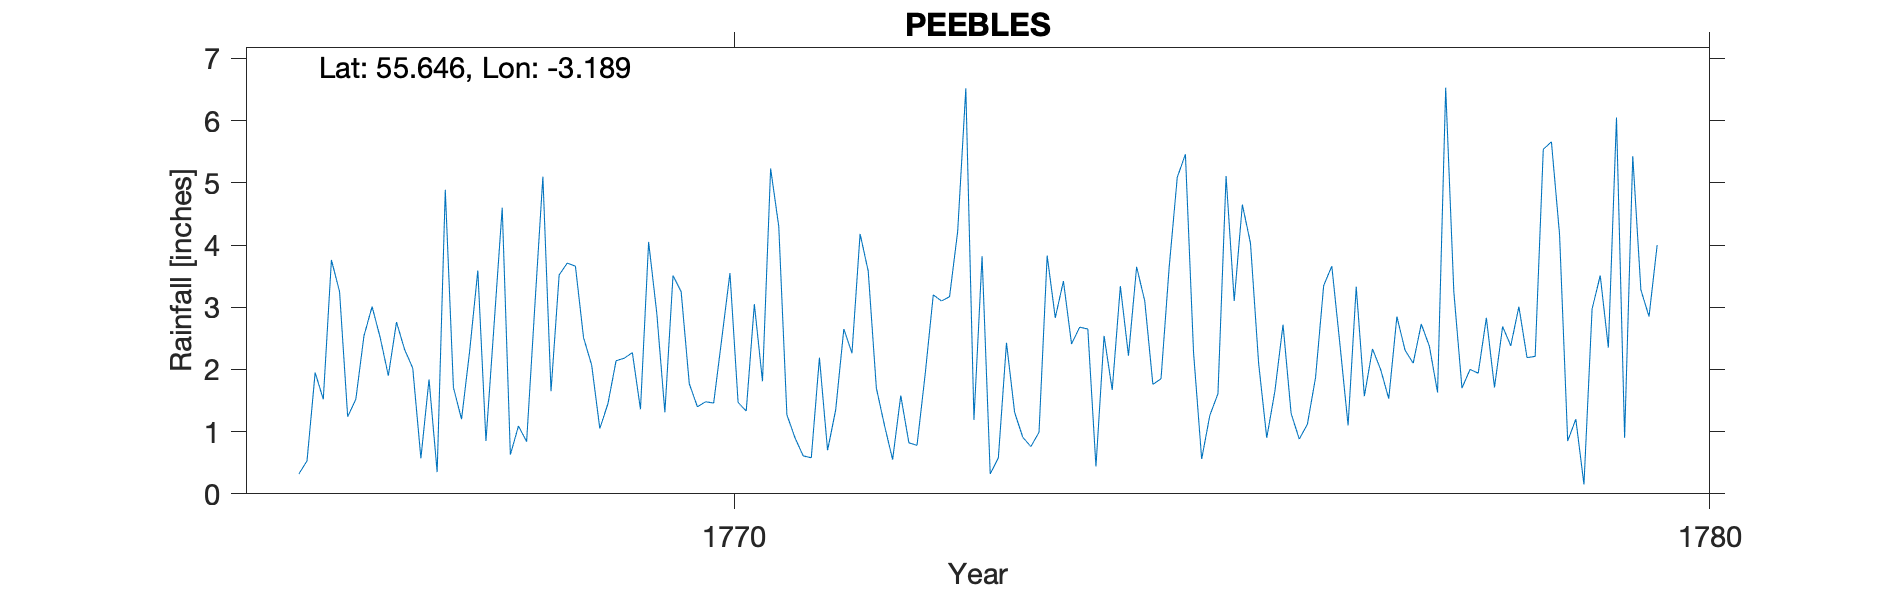 PEEBLES
Lat: 55.646, Lon: -3.189
7
6
5
4
3
2
1
0
Rainfall [inches]
1770
1780
Year